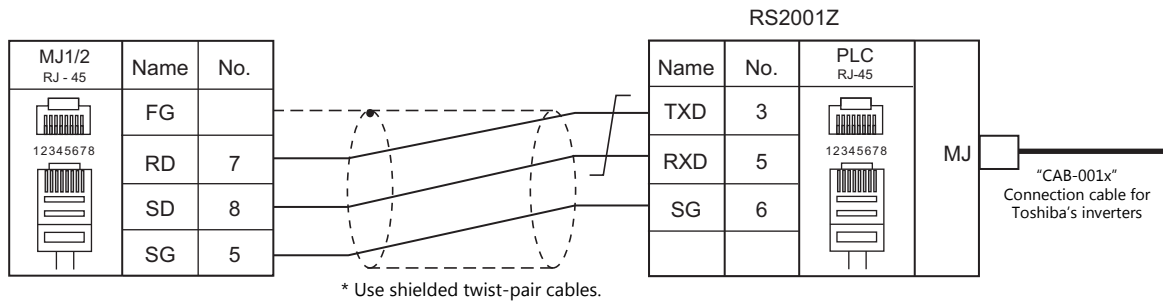 RS2001Z
MJ1/2
RJ - 45
Name
No.
FG
RD
7
SD
8
SG
5
12345678
Name
No.
PLC
RJ-45
TXD
3
RXD
5
SG
6
12345678
MJ
"CAB-001x"
Connection cable for
Toshiba's inverters
* Use shielded twist-pair cables.